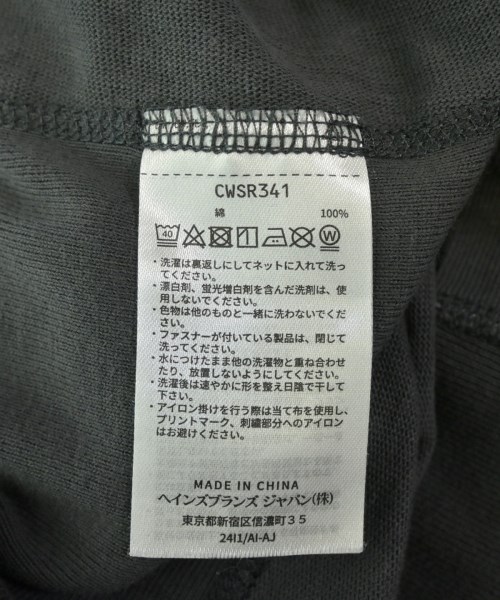 CWSR341
綿 100%
40
W
・洗濯は裏返しにしてネットに入れて洗っ
てください。
・漂白剤、蛍光増白剤を含んだ洗剤は、使
用しないでください。
・色物は他のものと一緒に洗わないでくだ
さい。
・ファスナーが付いている製品は、閉じて
洗ってください。
・水につけたまま他の洗濯物と重ね合わせ
たり、放置しないようにしてください。
・洗濯後は速やかに形を整え日陰で干して
下さい。
・アイロン掛けを行う際は当て布を使用し、
プリントマーク、刺繍部分へのアイロン
はお避けください。
MADE IN CHINA
ヘインズブランズ ジャパン(株)
東京都新宿区信濃町35
24I1/AI-AJ